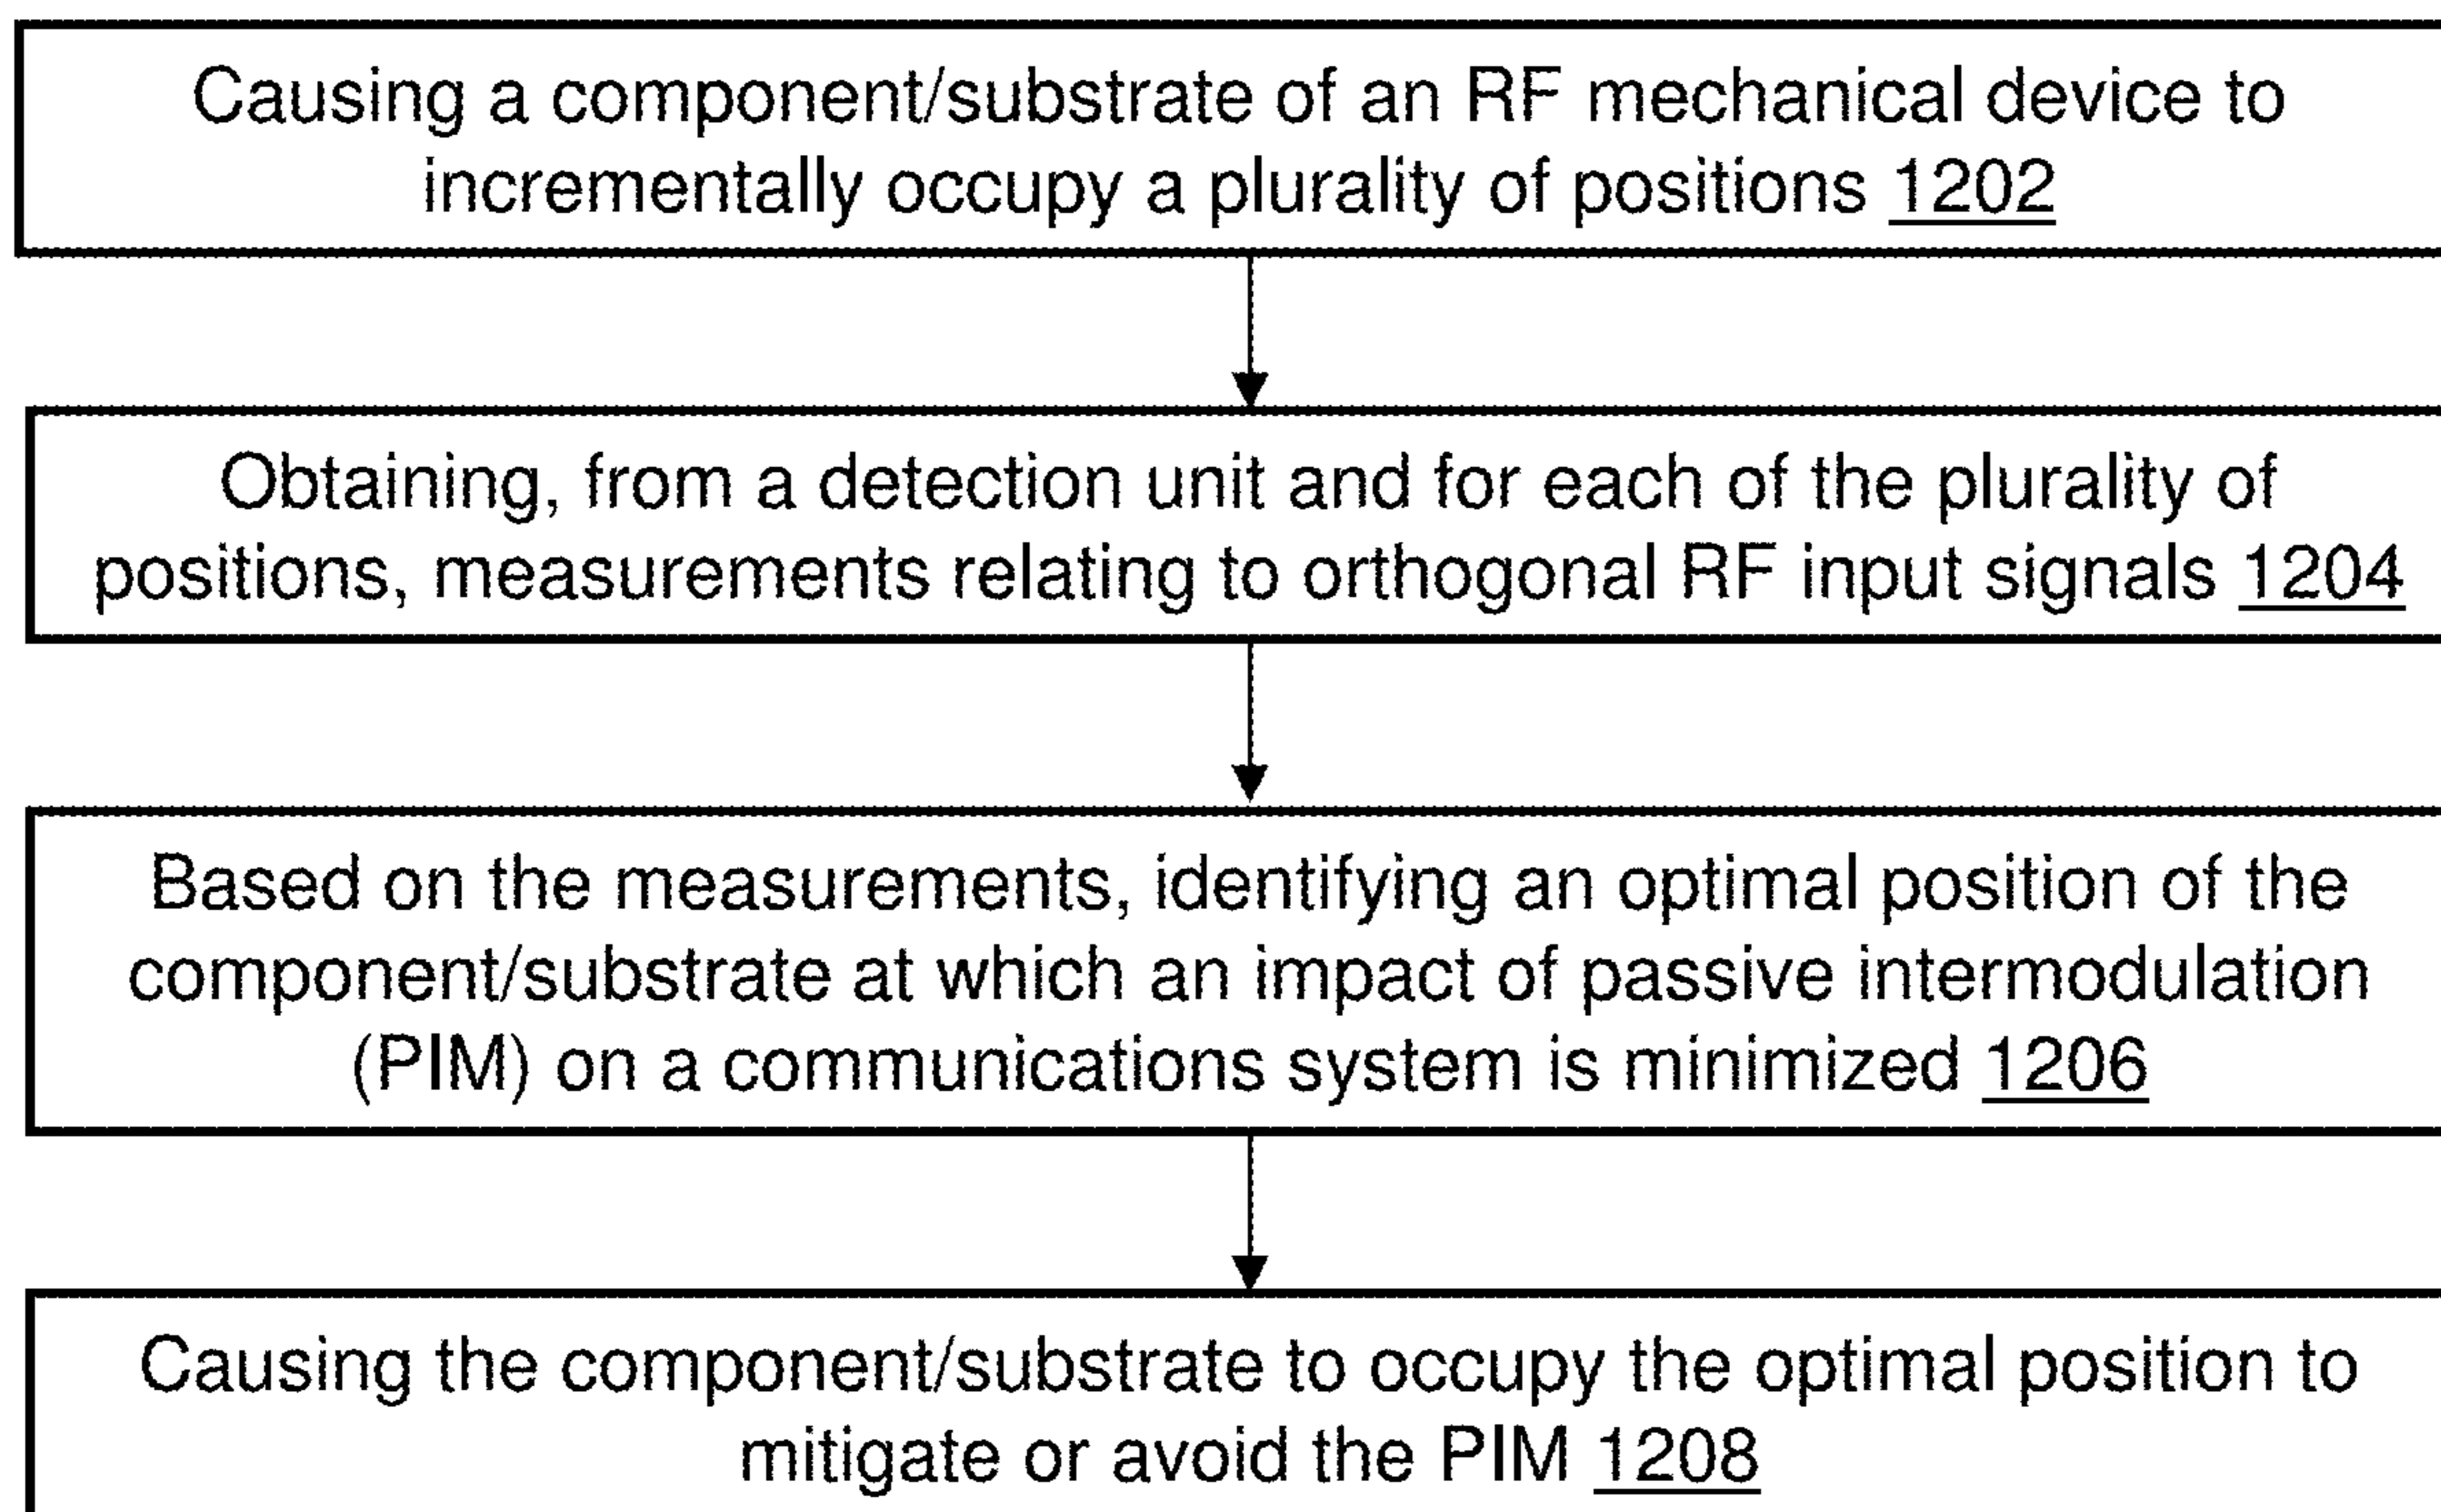 Causing a component/substrate of an RF mechanical device to
incrementally occupy a plurality of positions 1202
Obtaining, from a detection unit and for each of the plurality of
positions, measurements relating to orthogonal RF input signals 1204
Based on the measurements, identifying an optimal position of the
component/substrate at which an impact of passive intermodulation
(PIM) on a communications system is minimized 1206
Causing the component/substrate to occupy the optimal position to
mitigate or avoid the PIM 1208